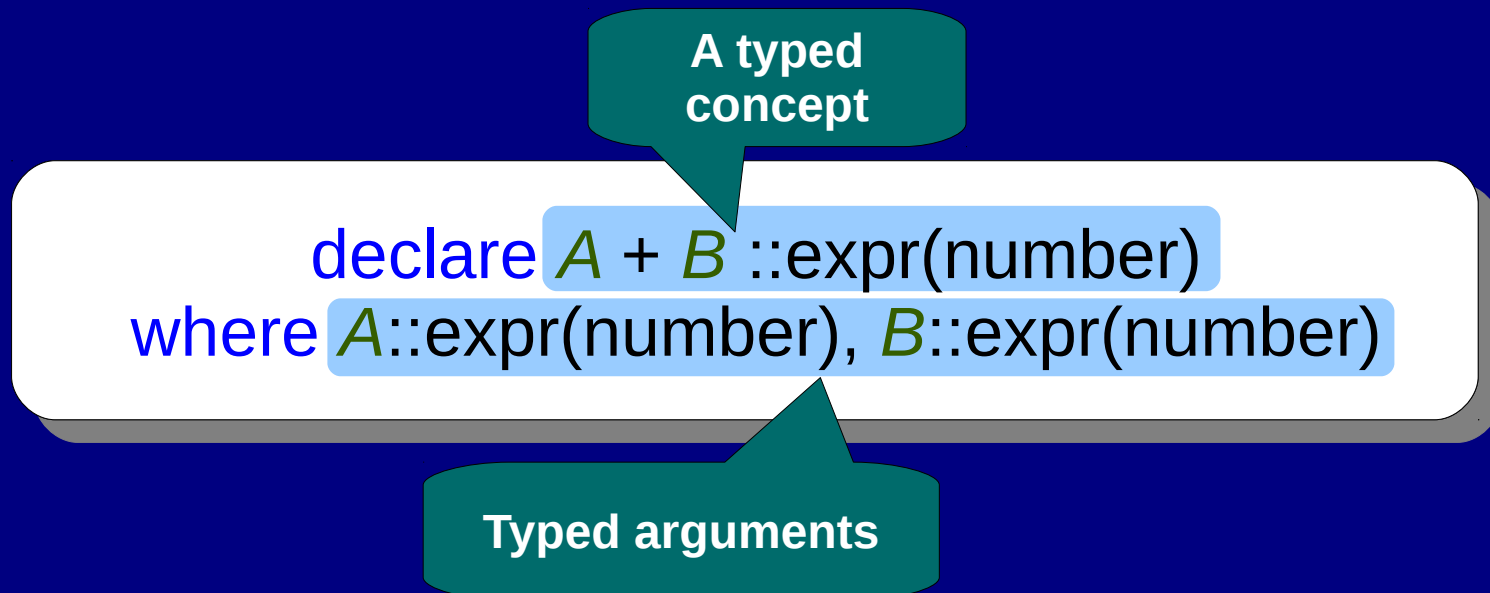 A typed
concept
declare A + B ::expr(number)
where A::expr(number), B::expr(number)
Typed arguments